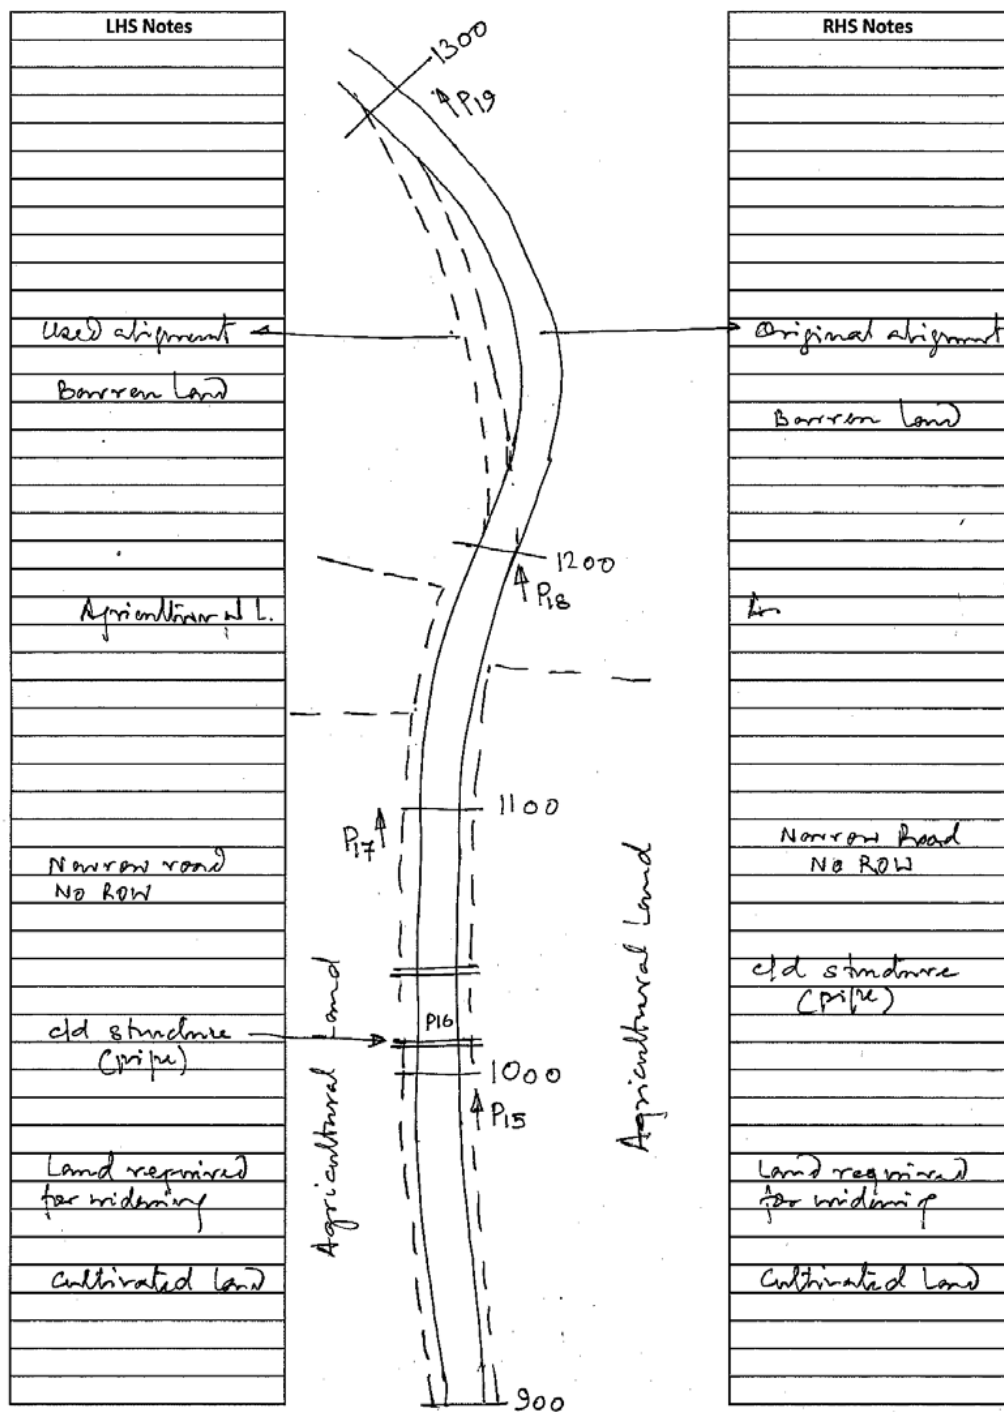 LHS Notes
RHS Notes
1300
P19
Used alignment
Original alignment
Barren Land
Barren Land
1200
P18
Agricultural L.
1100
P17
Narrow Road
No ROW
Narrow road
No ROW
Agricultural Land
Agricultural Land
c/d structure
(pipe)
P16
c/d structure
(pipe)
1000
P15
Land required
for widening
Land required
for widening
Cultivated Land
Cultivated Land
900